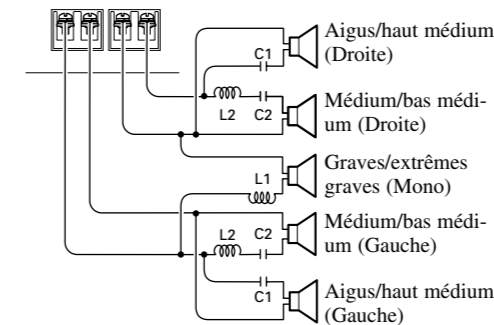 Aigus/haut médium
(Droite)
C1
Médium/bas médi-
um (Droite)
L2 C2
Graves/extrêmes
graves (Mono)
L1
Médium/bas médi-
um (Gauche)
L2 C2
Aigus/haut médium
(Gauche)
C1